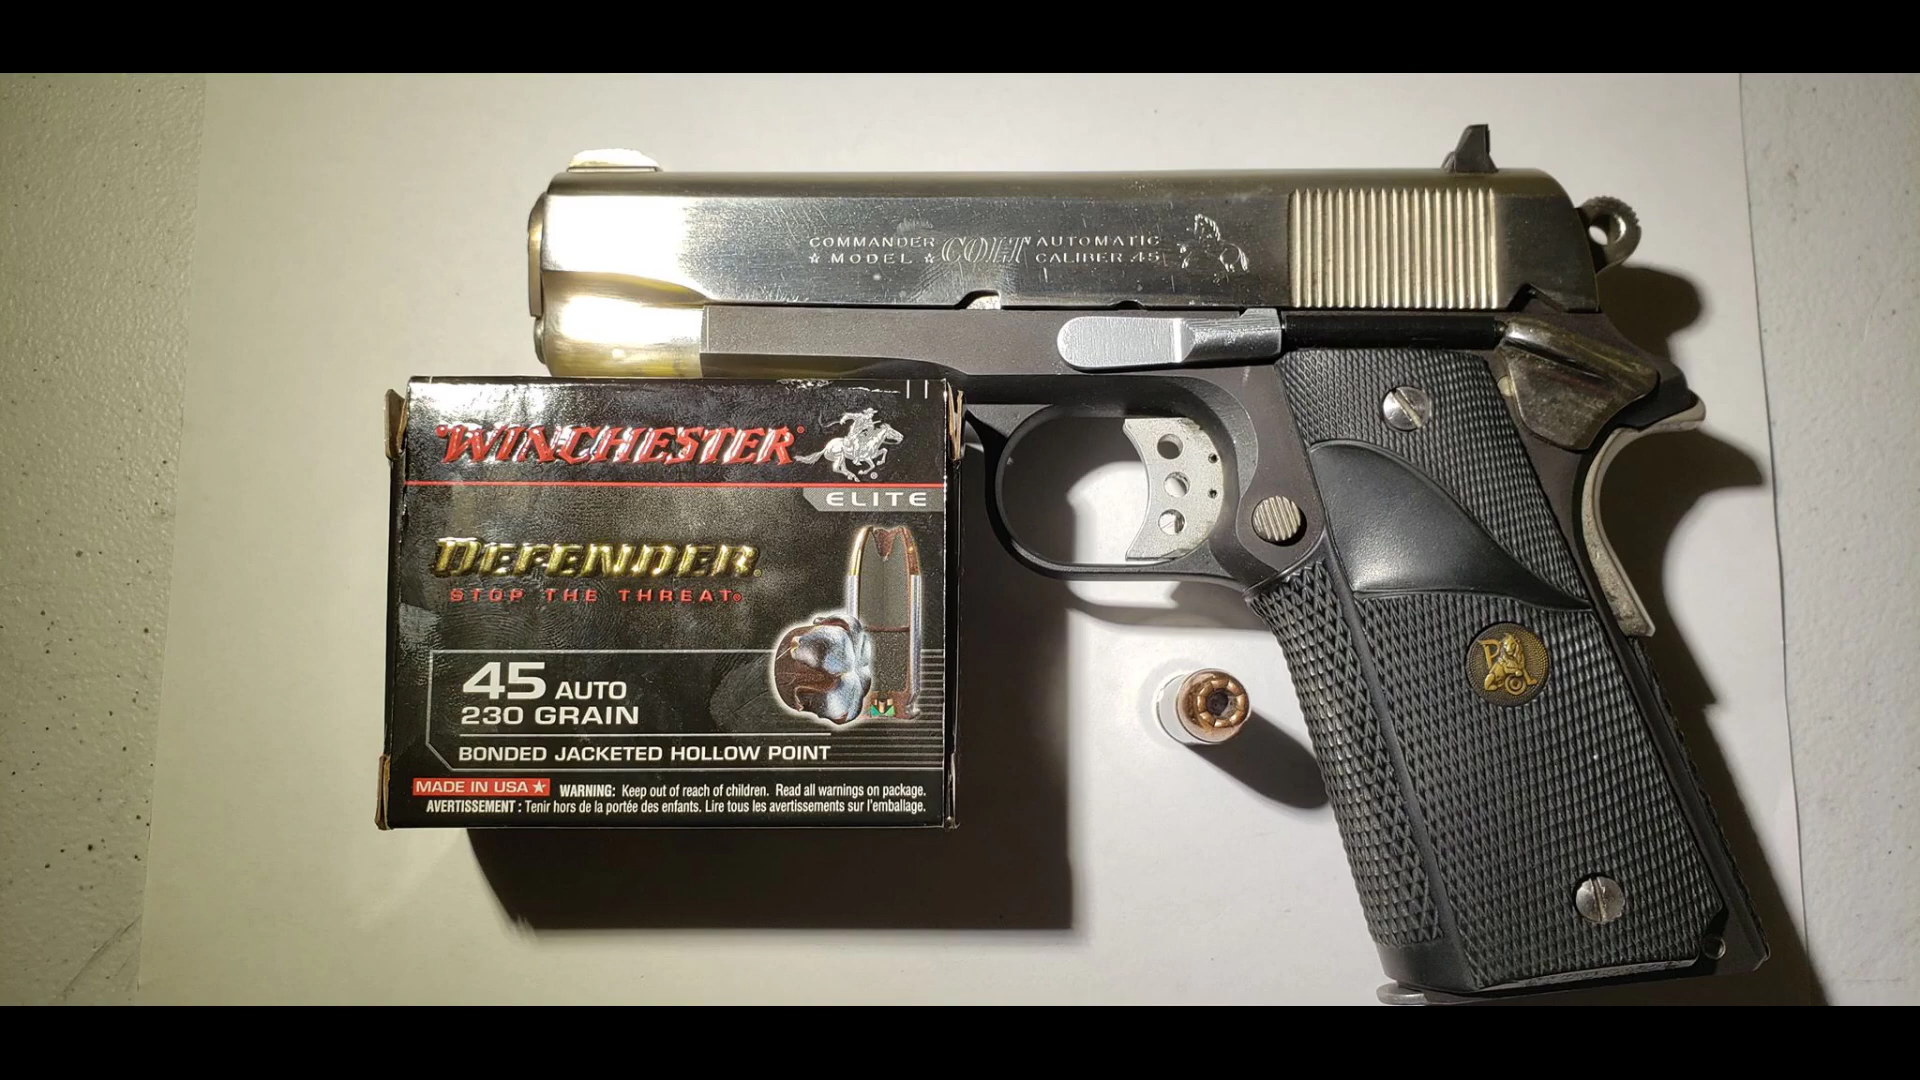 COMMANDER COLT AUTOMATIC
★ MODEL ★ CALIBER .45
WINCHESTER®
ELITE
DEFENDER®
STOP THE THREAT®
45 AUTO
230 GRAIN
BONDED JACKETED HOLLOW POINT
MADE IN USA ★ WARNING: Keep out of reach of children. Read all warnings on package.
AVERTISSEMENT : Tenir hors de la portée des enfants. Lire tous les avertissements sur l'emballage.
P